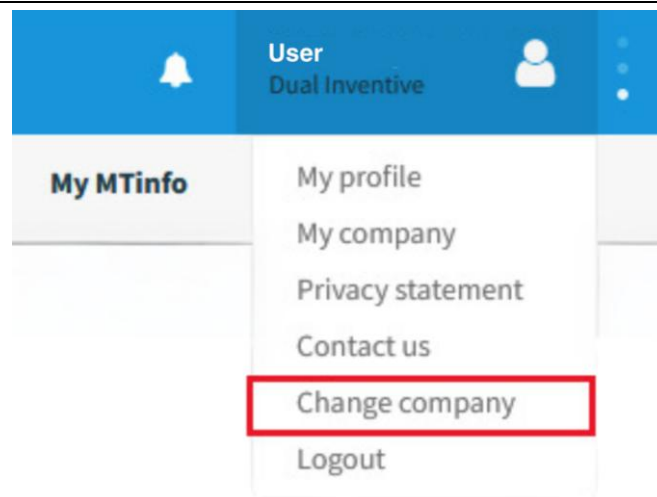 User
Dual Inventive
My MTinfo
My profile
My company
Privacy statement
Contact us
Change company
Logout